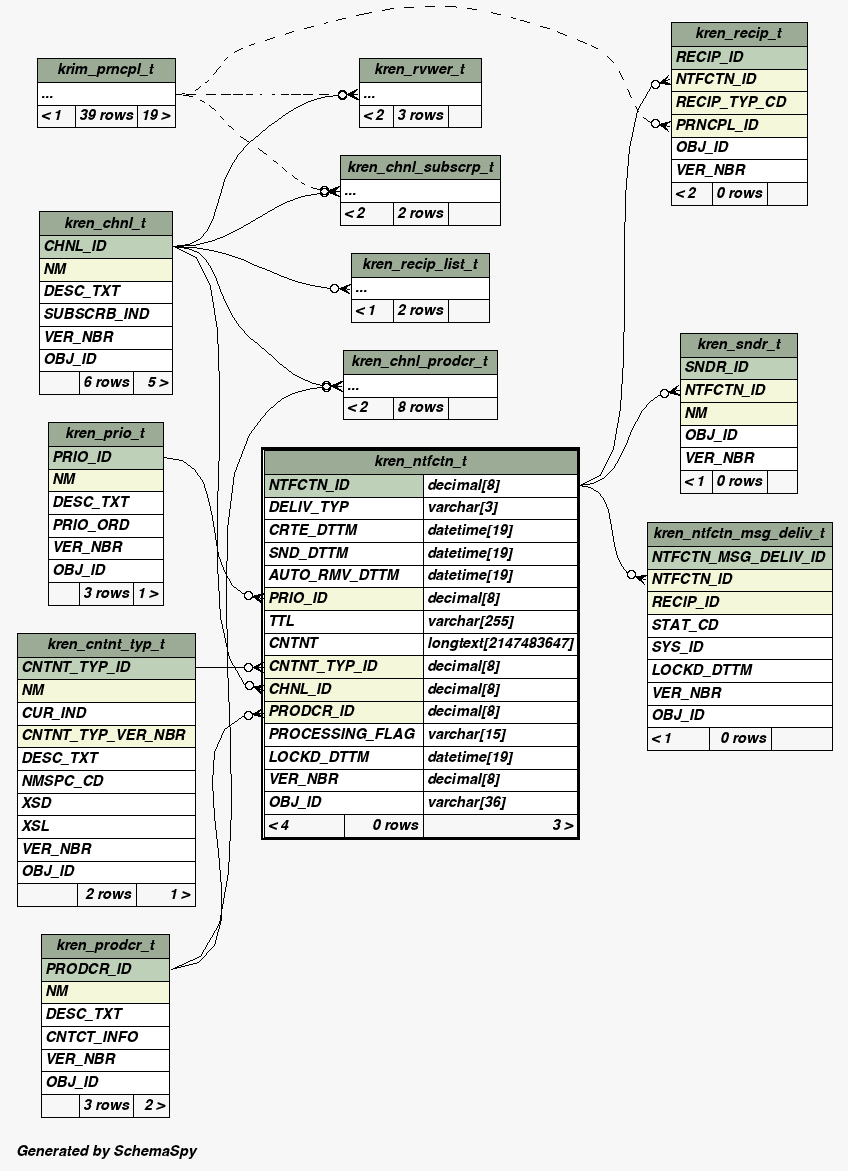 krim_prncpl_t
...
< 1 39 rows 19 >
kren_rvwer_t
...
< 2 3 rows
kren_chnl_subscrp_t
...
< 2 2 rows
kren_recip_list_t
...
< 1 2 rows
kren_chnl_prodcr_t
...
< 2 8 rows
kren_recip_t
RECIP_ID
NTFCTN_ID
RECIP_TYP_CD
PRNCPL_ID
OBJ_ID
VER_NBR
< 2 0 rows
kren_chnl_t
CHNL_ID
NM
DESC_TXT
SUBSCRB_IND
VER_NBR
OBJ_ID
6 rows 5 >
kren_prio_t
PRIO_ID
NM
DESC_TXT
PRIO_ORD
VER_NBR
OBJ_ID
3 rows 1 >
kren_cntnt_typ_t
CNTNT_TYP_ID
NM
CUR_IND
CNTNT_TYP_VER_NBR
DESC_TXT
NMSPC_CD
XSD
XSL
VER_NBR
OBJ_ID
2 rows 1 >
kren_prodcr_t
PRODCR_ID
NM
DESC_TXT
CNTCT_INFO
VER_NBR
OBJ_ID
3 rows 2 >
kren_ntfctn_t
NTFCTN_ID decimal[8]
DELIV_TYP varchar[3]
CRTE_DTTM datetime[19]
SND_DTTM datetime[19]
AUTO_RMV_DTTM datetime[19]
PRIO_ID decimal[8]
TTL varchar[255]
CNTNT longtext[2147483647]
CNTNT_TYP_ID decimal[8]
CHNL_ID decimal[8]
PRODCR_ID decimal[8]
PROCESSING_FLAG varchar[15]
LOCKD_DTTM datetime[19]
VER_NBR decimal[8]
OBJ_ID varchar[36]
< 4 0 rows 3 >
kren_sndr_t
SNDR_ID
NTFCTN_ID
NM
OBJ_ID
VER_NBR
< 1 0 rows
kren_ntfctn_msg_deliv_t
NTFCTN_MSG_DELIV_ID
NTFCTN_ID
RECIP_ID
STAT_CD
SYS_ID
LOCKD_DTTM
VER_NBR
OBJ_ID
< 1 0 rows
Generated by SchemaSpy